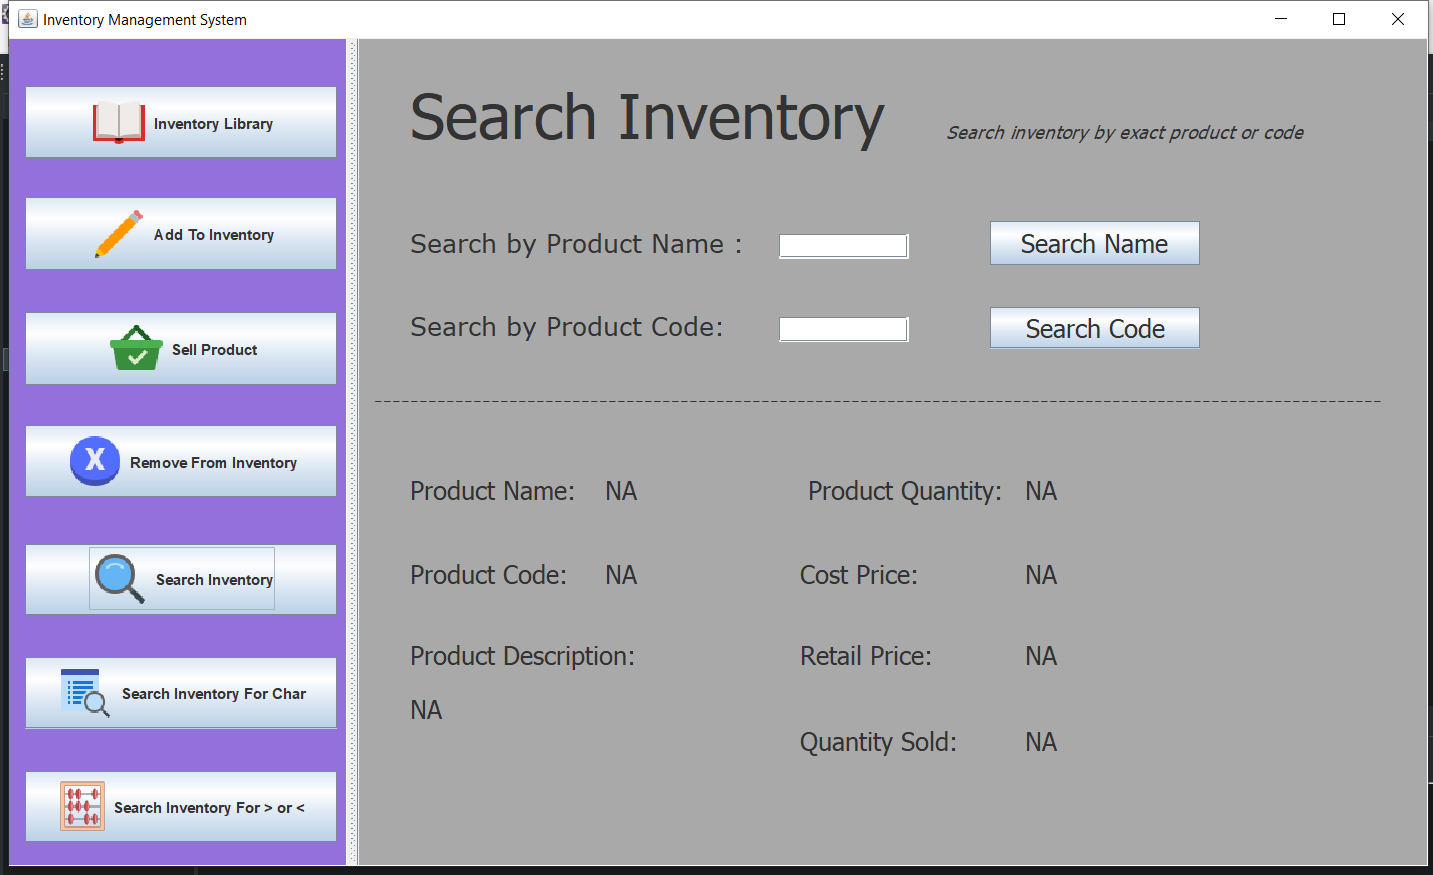 Inventory Management System
Inventory Library
Add To Inventory
Sell Product
X
Remove From Inventory
Search Inventory
Search Inventory For Char
Search Inventory For > or <
Search Inventory
Search inventory by exact product or code
Search by Product Name :
Search Name
Search by Product Code:
Search Code
Product Name: NA
Product Quantity: NA
Product Code: NA
Cost Price: NA
Product Description:
NA
Retail Price: NA
Quantity Sold: NA